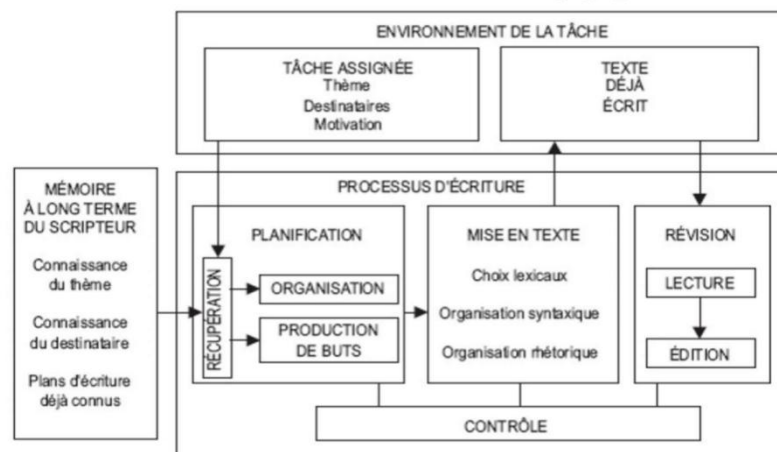 ENVIRONNEMENT DE LA TÂCHE
TÂCHE ASSIGNÉE
Thème
Destinataires
Motivation
TEXTE
DÉJÀ
ÉCRIT
MÉMOIRE
À LONG TERME
DU SCRIPTEUR
Connaissance
du thème
Connaissance
du destinataire
Plans d'écriture
déjà connus
PROCESSUS D'ÉCRITURE
PLANIFICATION
RÉCUPÉRATION
ORGANISATION
PRODUCTION
DE BUTS
MISE EN TEXTE
Choix lexicaux
Organisation syntaxique
Organisation rhétorique
RÉVISION
LECTURE
ÉDITION
CONTRÔLE